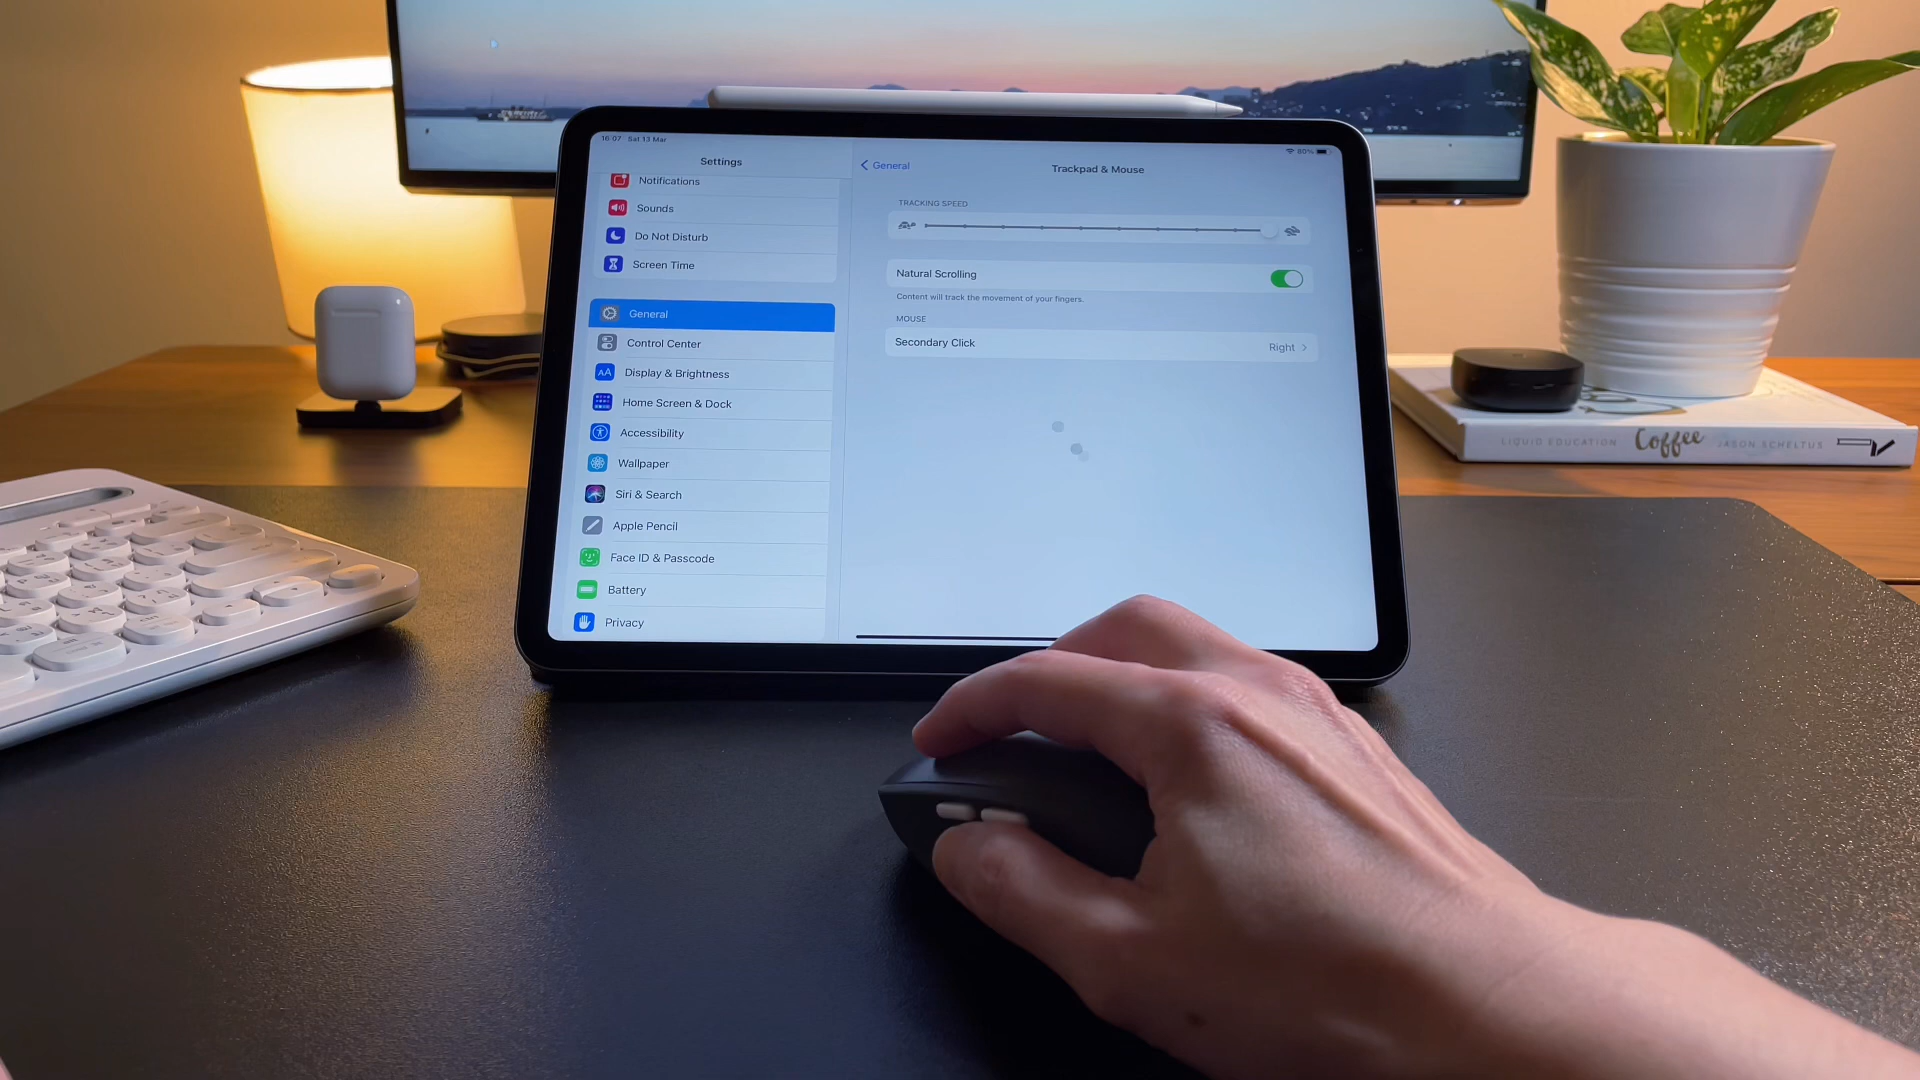 16:07 Sat 13 Mar
80%
Settings
Notifications
Sounds
Do Not Disturb
Screen Time
General
Control Center
Display & Brightness
Home Screen & Dock
Accessibility
Wallpaper
Siri & Search
Apple Pencil
Face ID & Passcode
Battery
Privacy
General
Trackpad & Mouse
TRACKING SPEED
Natural Scrolling
Content will track the movement of your fingers.
MOUSE
Secondary Click
Right
LIQUID EDUCATION Coffee JASON SCHELTUS